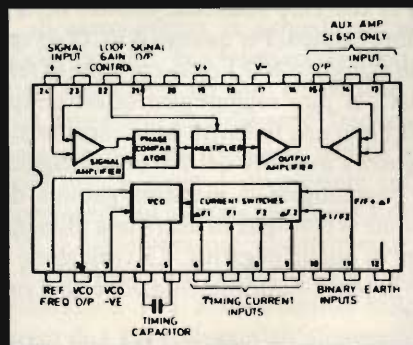 SIGNAL INPUT + -
LOOP GAIN CONTROL
SIGNAL O/P
V+
V-
AUX AMP SL650 ONLY
O/P
INPUT - +
24 23 22 21 20 19 18 17 16 15 14 13
SIGNAL AMPLIFIER
PHASE COMPARATOR
MULTIPLIER
OUTPUT AMPLIFIER
VCO
CURRENT SWITCHES
ΔF1 F1 F2 ΔF2
F/F+ΔF
F1/F2
1 2 3 4 5 6 7 8 9 10 11 12
REF FREQ
VCO O/P
VCO -VE
TIMING CAPACITOR
TIMING CURRENT INPUTS
BINARY INPUTS
EARTH